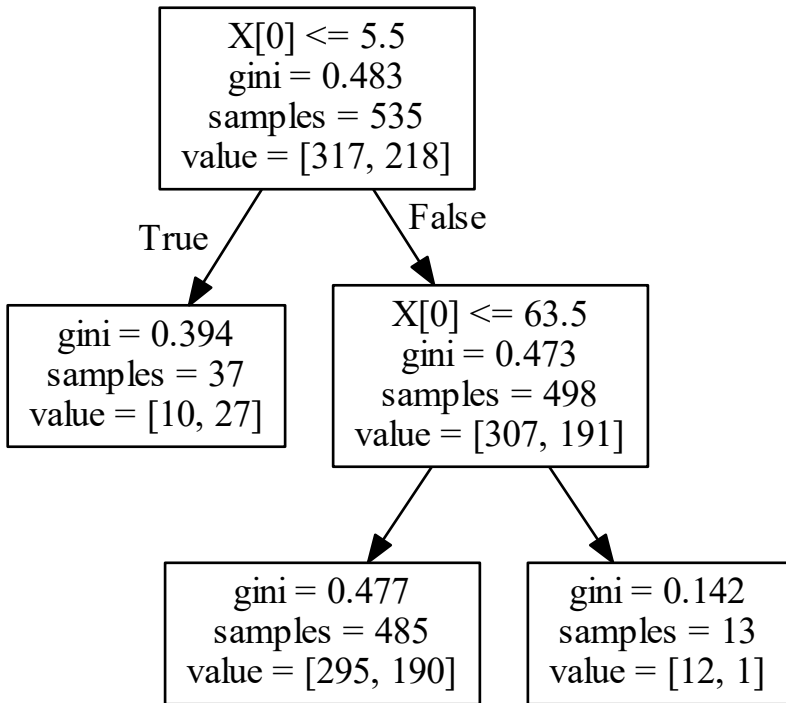 X[0] <= 5.5
gini = 0.483
samples = 535
value = [317, 218]
True
False
gini = 0.394
samples = 37
value = [10, 27]
X[0] <= 63.5
gini = 0.473
samples = 498
value = [307, 191]
gini = 0.477
samples = 485
value = [295, 190]
gini = 0.142
samples = 13
value = [12, 1]